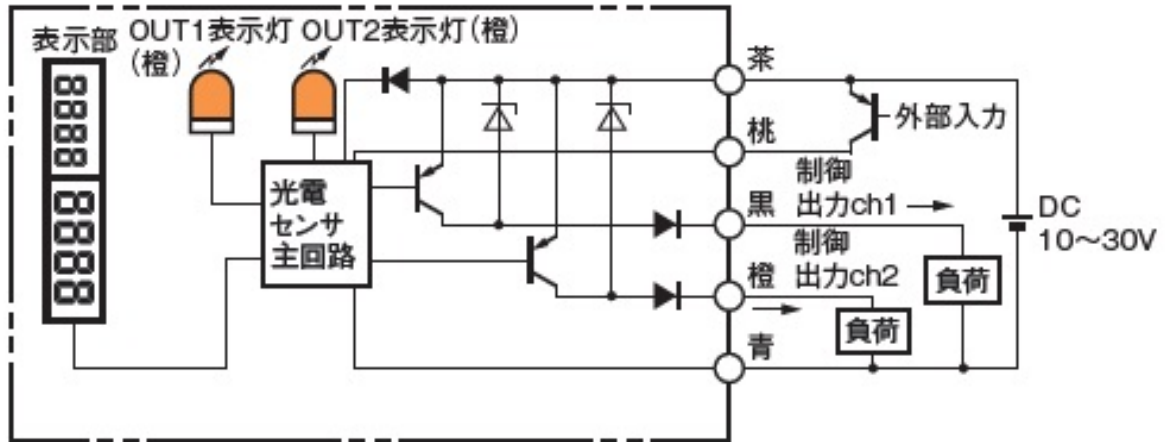 表示部
OUT1表示灯
(橙)
OUT2表示灯(橙)
8888
8888
光電
センサ
主回路
茶
桃
黒
橙
青
外部入力
制御
出力ch1
制御
出力ch2
負荷
負荷
DC
10～30V